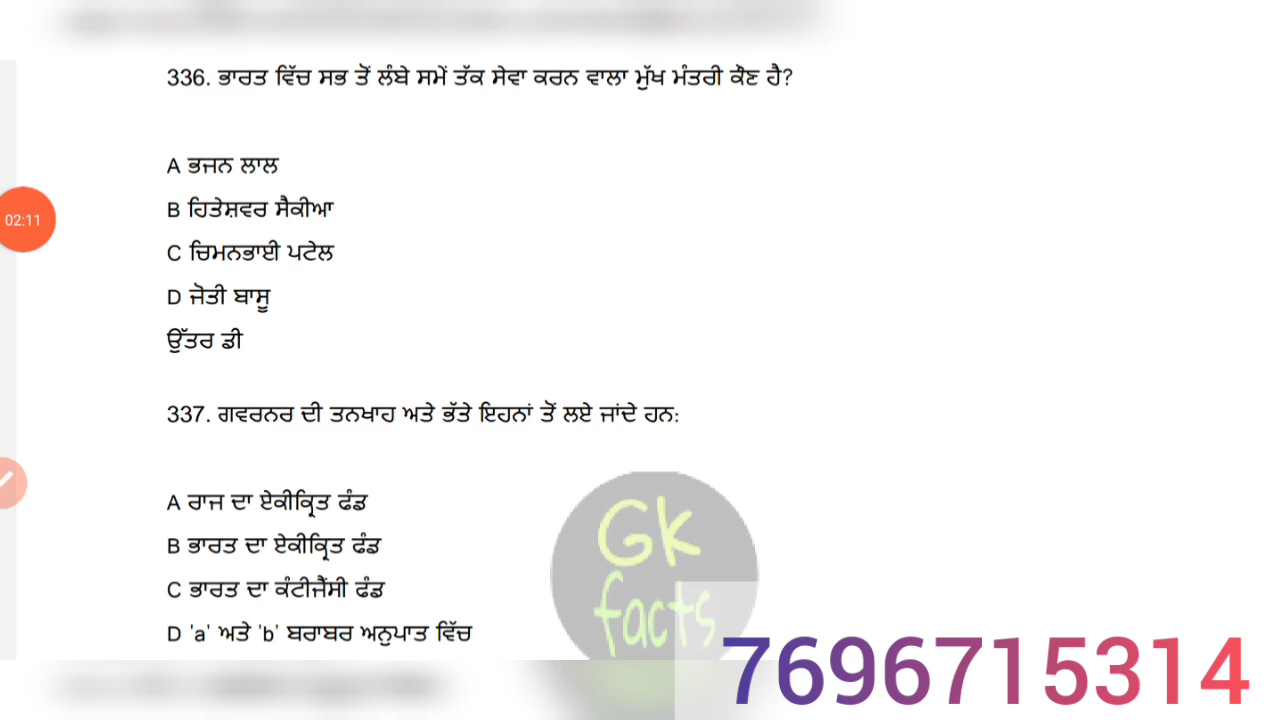 336. ਭਾਰਤ ਵਿੱਚ ਸਭ ਤੋਂ ਲੰਬੇ ਸਮੇਂ ਤੱਕ ਸੇਵਾ ਕਰਨ ਵਾਲਾ ਮੁੱਖ ਮੰਤਰੀ ਕੌਣ ਹੈ?
A ਭਜਨ ਲਾਲ
B ਹਿਤੇਸ਼ਵਰ ਸੈਕੀਆ
02:11
C ਚਿਮਨਭਾਈ ਪਟੇਲ
D ਜੋਤੀ ਬਾਸੂ
ਉੱਤਰ ਡੀ
337. ਗਵਰਨਰ ਦੀ ਤਨਖਾਹ ਅਤੇ ਭੱਤੇ ਇਹਨਾਂ ਤੋਂ ਲਏ ਜਾਂਦੇ ਹਨ:
A ਰਾਜ ਦਾ ਏਕੀਕ੍ਰਿਤ ਫੰਡ
B ਭਾਰਤ ਦਾ ਏਕੀਕ੍ਰਿਤ ਫੰਡ
C ਭਾਰਤ ਦਾ ਕੰਟੀਜੈਂਸੀ ਫੰਡ
D 'a' ਅਤੇ 'b' ਬਰਾਬਰ ਅਨੁਪਾਤ ਵਿੱਚ
Gk
facts
7696715314